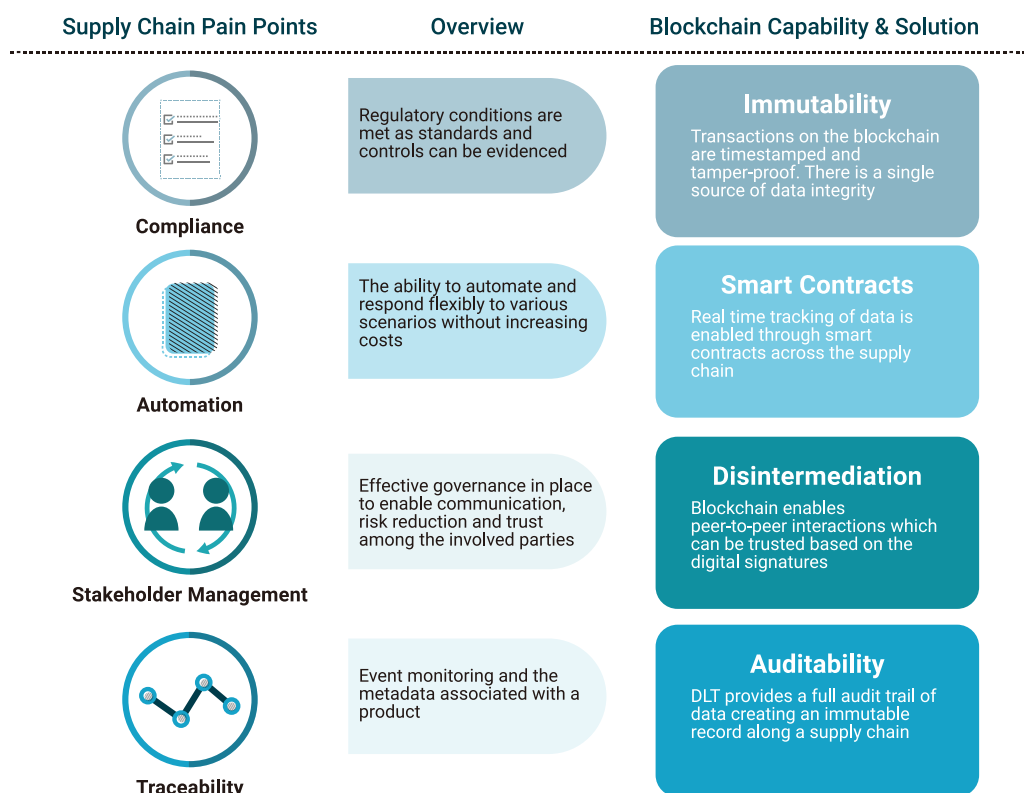 Supply Chain Pain Points
Overview
Blockchain Capability & Solution
Compliance
Regulatory conditions are
met as standards and
controls can be evidenced
Immutability
Transactions on the blockchain
are timestamped and
tamper-proof. There is a single
source of data integrity
Automation
The ability to automate and
respond flexibly to various
scenarios without increasing
costs
Smart Contracts
Real time tracking of data is
enabled through smart
contracts across the supply
chain
Stakeholder Management
Effective governance in place
to enable communication,
risk reduction and trust
among the involved parties
Disintermediation
Blockchain enables
peer-to-peer interactions which
can be trusted based on the
digital signatures
Traceability
Event monitoring and the
metadata associated with a
product
Auditability
DLT provides a full audit trail of
data creating an immutable
record along a supply chain